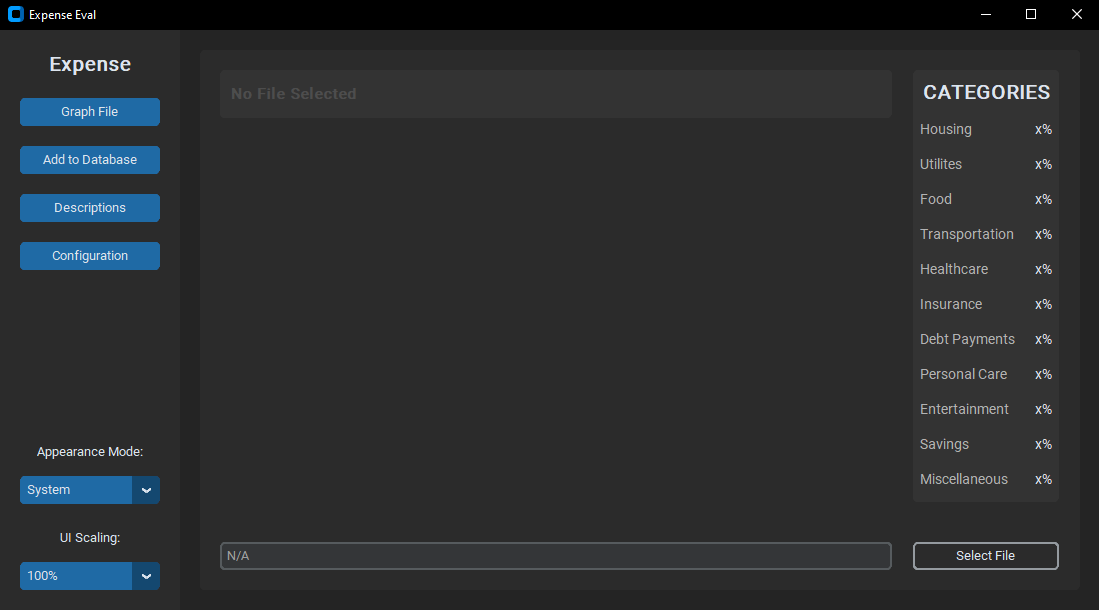 Expense Eval
Expense
Graph File
Add to Database
Descriptions
Configuration
Appearance Mode:
System
UI Scaling:
100%
No File Selected
N/A
CATEGORIES
Housing x%
Utilites x%
Food x%
Transportation x%
Healthcare x%
Insurance x%
Debt Payments x%
Personal Care x%
Entertainment x%
Savings x%
Miscellaneous x%
Select File